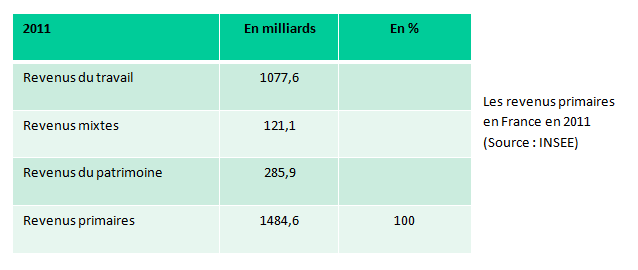 2011 En milliards En %
Revenus du travail 1077,6
Revenus mixtes 121,1
Revenus du patrimoine 285,9
Revenus primaires 1484,6 100
Les revenus primaires
en France en 2011
(Source : INSEE)